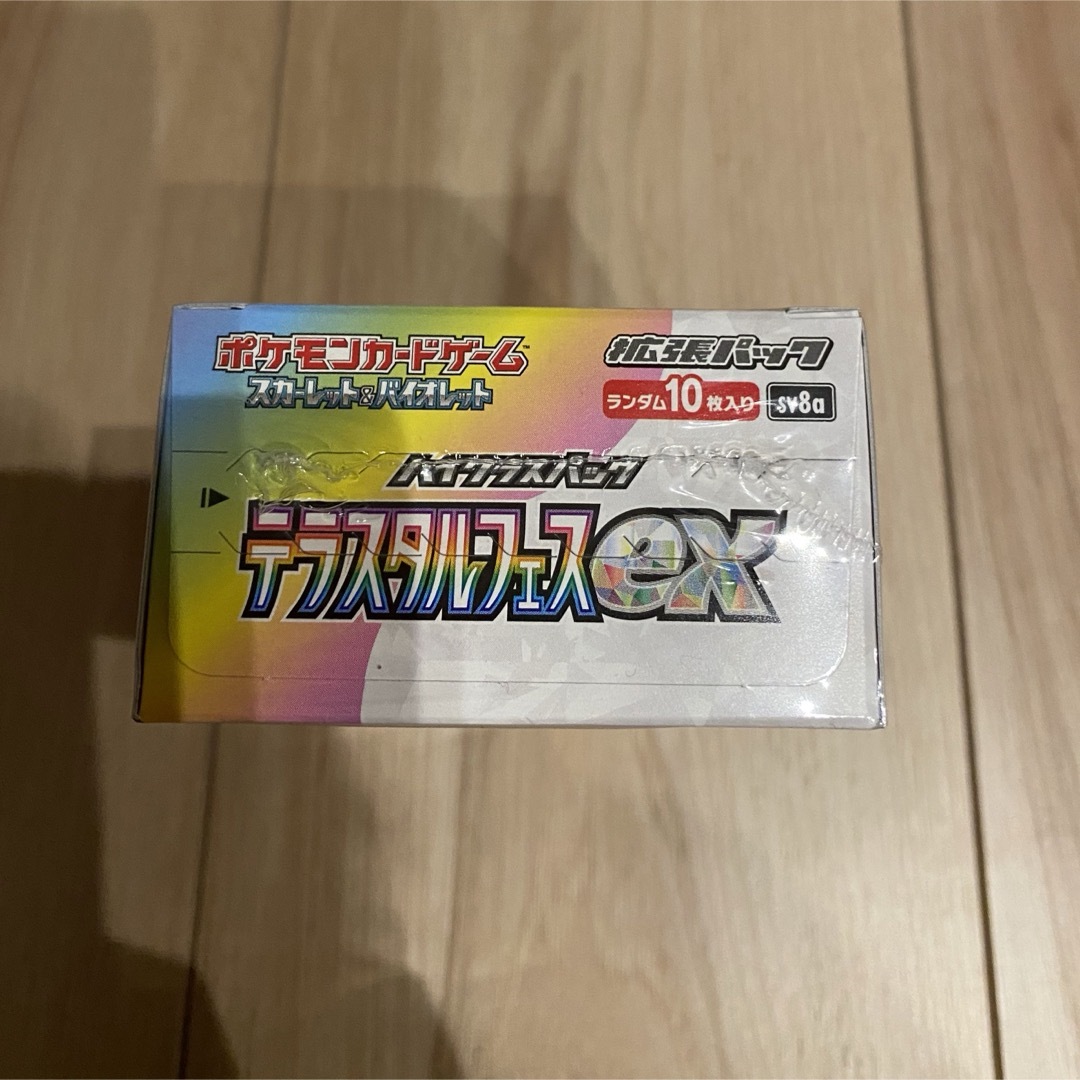 ポケモンカードゲーム™
スカーレット&バイオレット
拡張パック
ランダム10枚入り
sv8a
ハイクラスパック
テラスタルフェスex